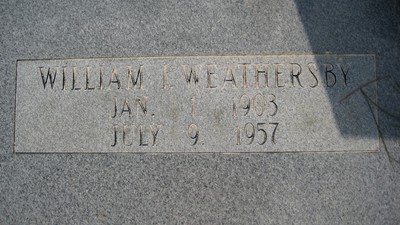 WILLIAM I. WEATHERSBY
JAN. 1 1903
JULY 9 1957